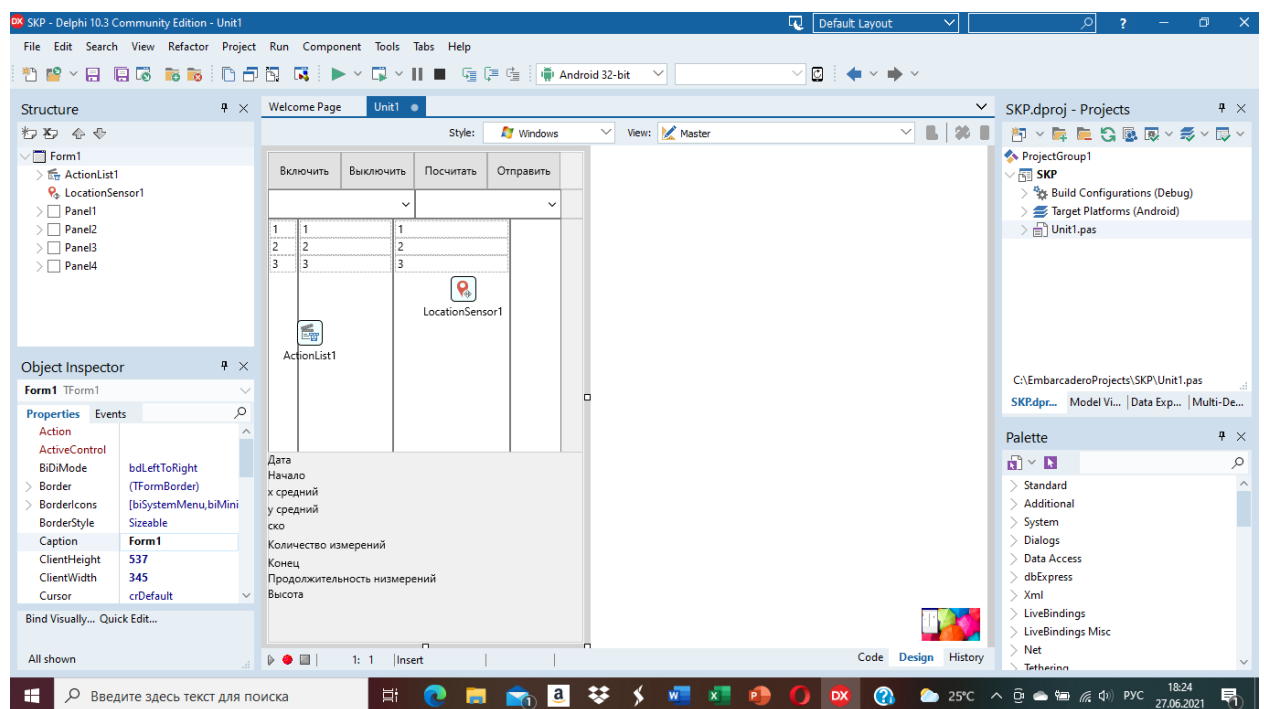 DX SKP - Delphi 10.3 Community Edition - Unit1
Default Layout
?
File Edit Search View Refactor Project Run Component Tools Tabs Help
Android 32-bit
Structure
Form1
ActionList1
LocationSensor1
Panel1
Panel2
Panel3
Panel4
Object Inspector
Form1 TForm1
Properties Events
Action
ActiveControl
BiDiMode bdLeftToRight
Border (TFormBorder)
BorderIcons [biSystemMenu,biMini
BorderStyle Sizeable
Caption Form1
ClientHeight 537
ClientWidth 345
Cursor crDefault
Bind Visually... Quick Edit...
All shown
Welcome Page Unit1
Style: Windows View: Master
Включить Выключить Посчитать Отправить
1 1 1
2 2 2
3 3 3
LocationSensor1
ActionList1
Дата
Начало
х средний
у средний
ско
Количество измерений
Конец
Продолжительность низмерений
Высота
1: 1 Insert
Code Design History
SKP.dproj - Projects
ProjectGroup1
SKP
Build Configurations (Debug)
Target Platforms (Android)
Unit1.pas
C:\EmbarcaderoProjects\SKP\Unit1.pas
SKP.dpr... Model Vi... Data Exp... Multi-De...
Palette
Standard
Additional
System
Dialogs
Data Access
dbExpress
Xml
LiveBindings
LiveBindings Misc
Net
Tethering
Введите здесь текст для поиска
1 a DX ? 25°C РУС 18:24
27.06.2021 1